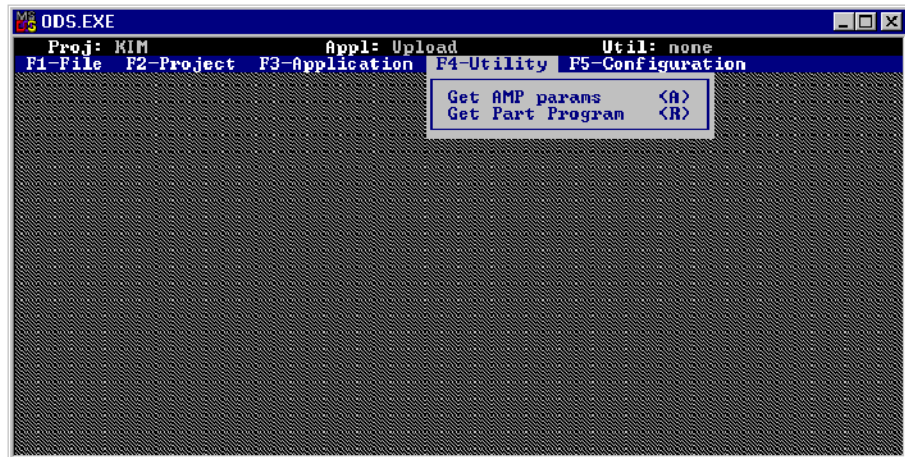 ODS.EXE
Proj: KIM Appl: Upload Util: none
F1-File F2-Project F3-Application F4-Utility F5-Configuration
Get AMP params <A>
Get Part Program <R>